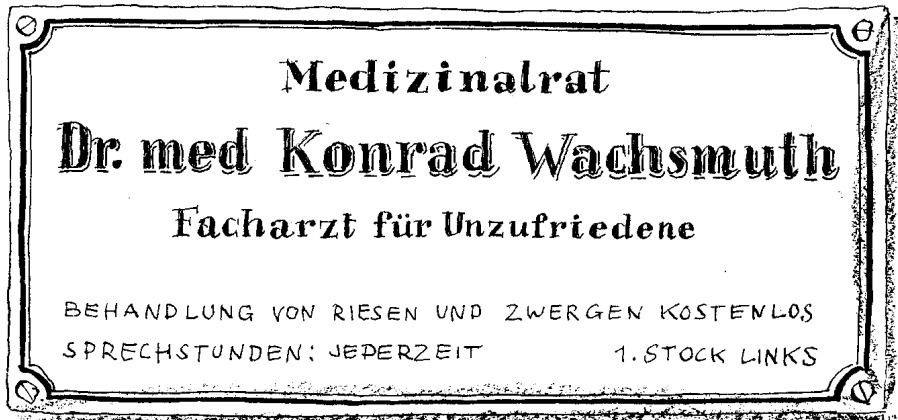 Medizinalrat
Dr. med Konrad Wachsmuth
Facharzt für Unzufriedene
BEHANDLUNG VON RIESEN UND ZWERGEN KOSTENLOS
SPRECHSTUNDEN: JEDERZEIT 1. STOCK LINKS